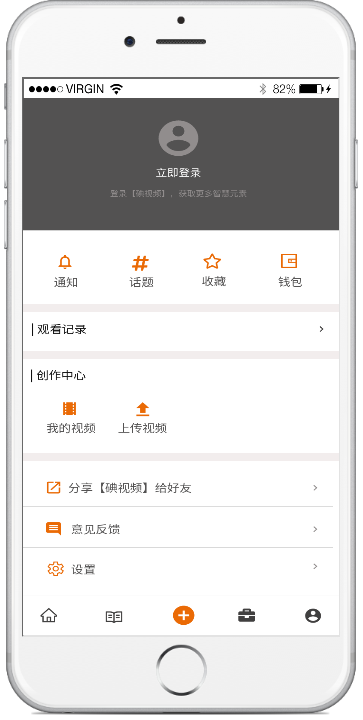 VIRGIN 82%
立即登录
登录【碘视频】，获取更多智慧元素
通知 话题 收藏 钱包
观看记录
创作中心
我的视频 上传视频
分享【碘视频】给好友
意见反馈
设置